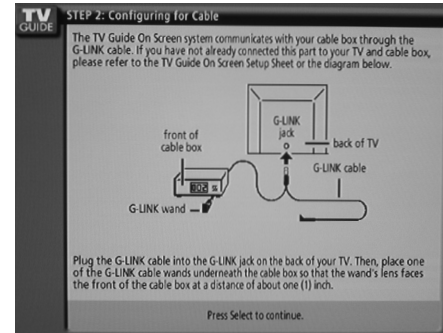 TV
GUIDE
STEP 2: Configuring for Cable
The TV Guide On Screen system communicates with your cable box through the
G-LINK cable. If you have not already connected this part to your TV and cable box,
please refer to the TV Guide On Screen Setup Sheet or the diagram below.
G-LINK
jack
front of
cable box
back of TV
G-LINK cable
G-LINK wand
Plug the G-LINK cable into the G-LINK jack on the back of your TV. Then, place one
of the G-LINK cable wands underneath the cable box so that the wand's lens faces
the front of the cable box at a distance of about one (1) inch.
Press Select to continue.